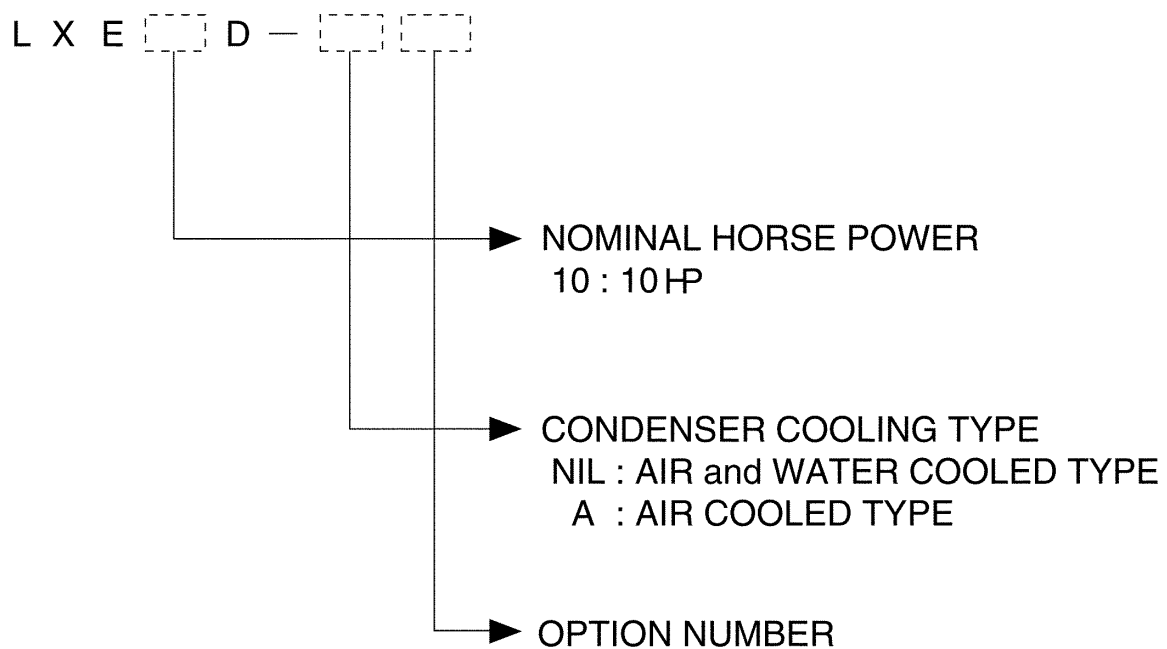 L X E D —
NOMINAL HORSE POWER
10 : 10HP
CONDENSER COOLING TYPE
NIL : AIR and WATER COOLED TYPE
A : AIR COOLED TYPE
OPTION NUMBER